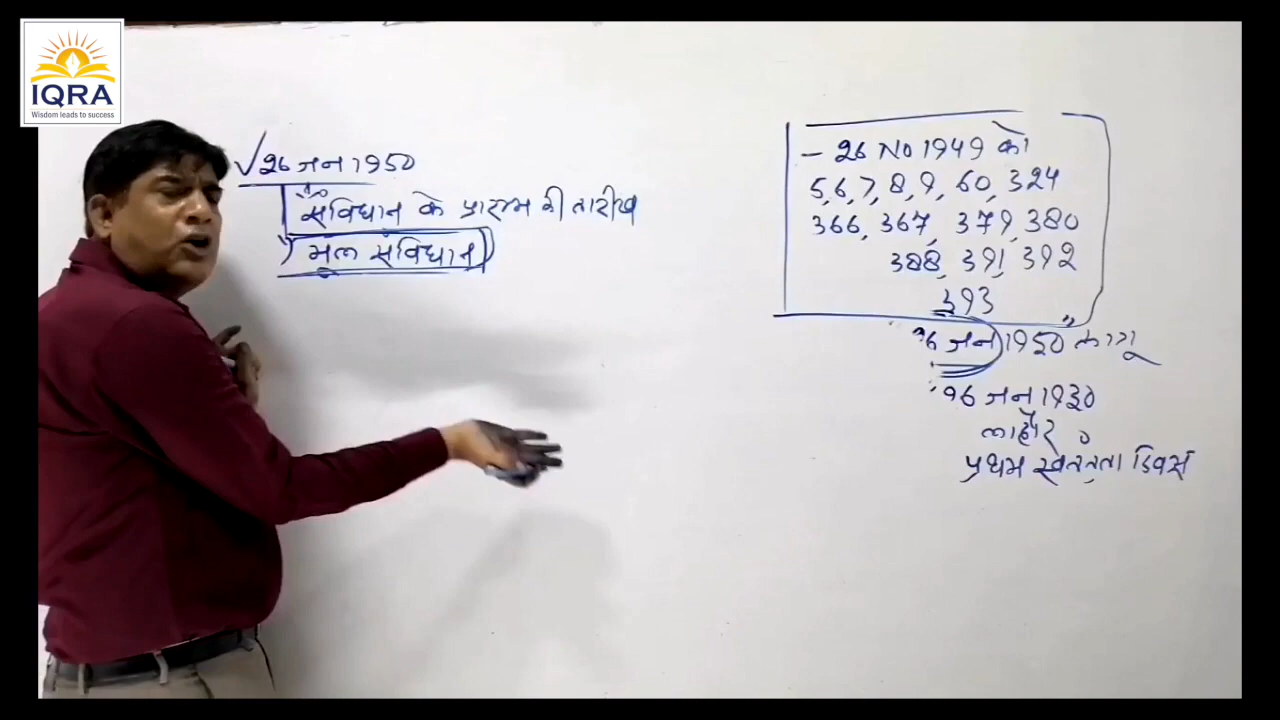 IQRA
Wisdom leads to success
√26 जन 1950
संविधान के प्रारम्भ की तारीख
मूल संविधान
– 26 NO 1949 को
5, 6, 7, 8, 9, 60, 324
366, 367, 379, 380
388, 391, 392
393
26 जन 1950 लागू
26 जन 1930
लाहौर
प्रथम स्वतन्त्रता दिवस